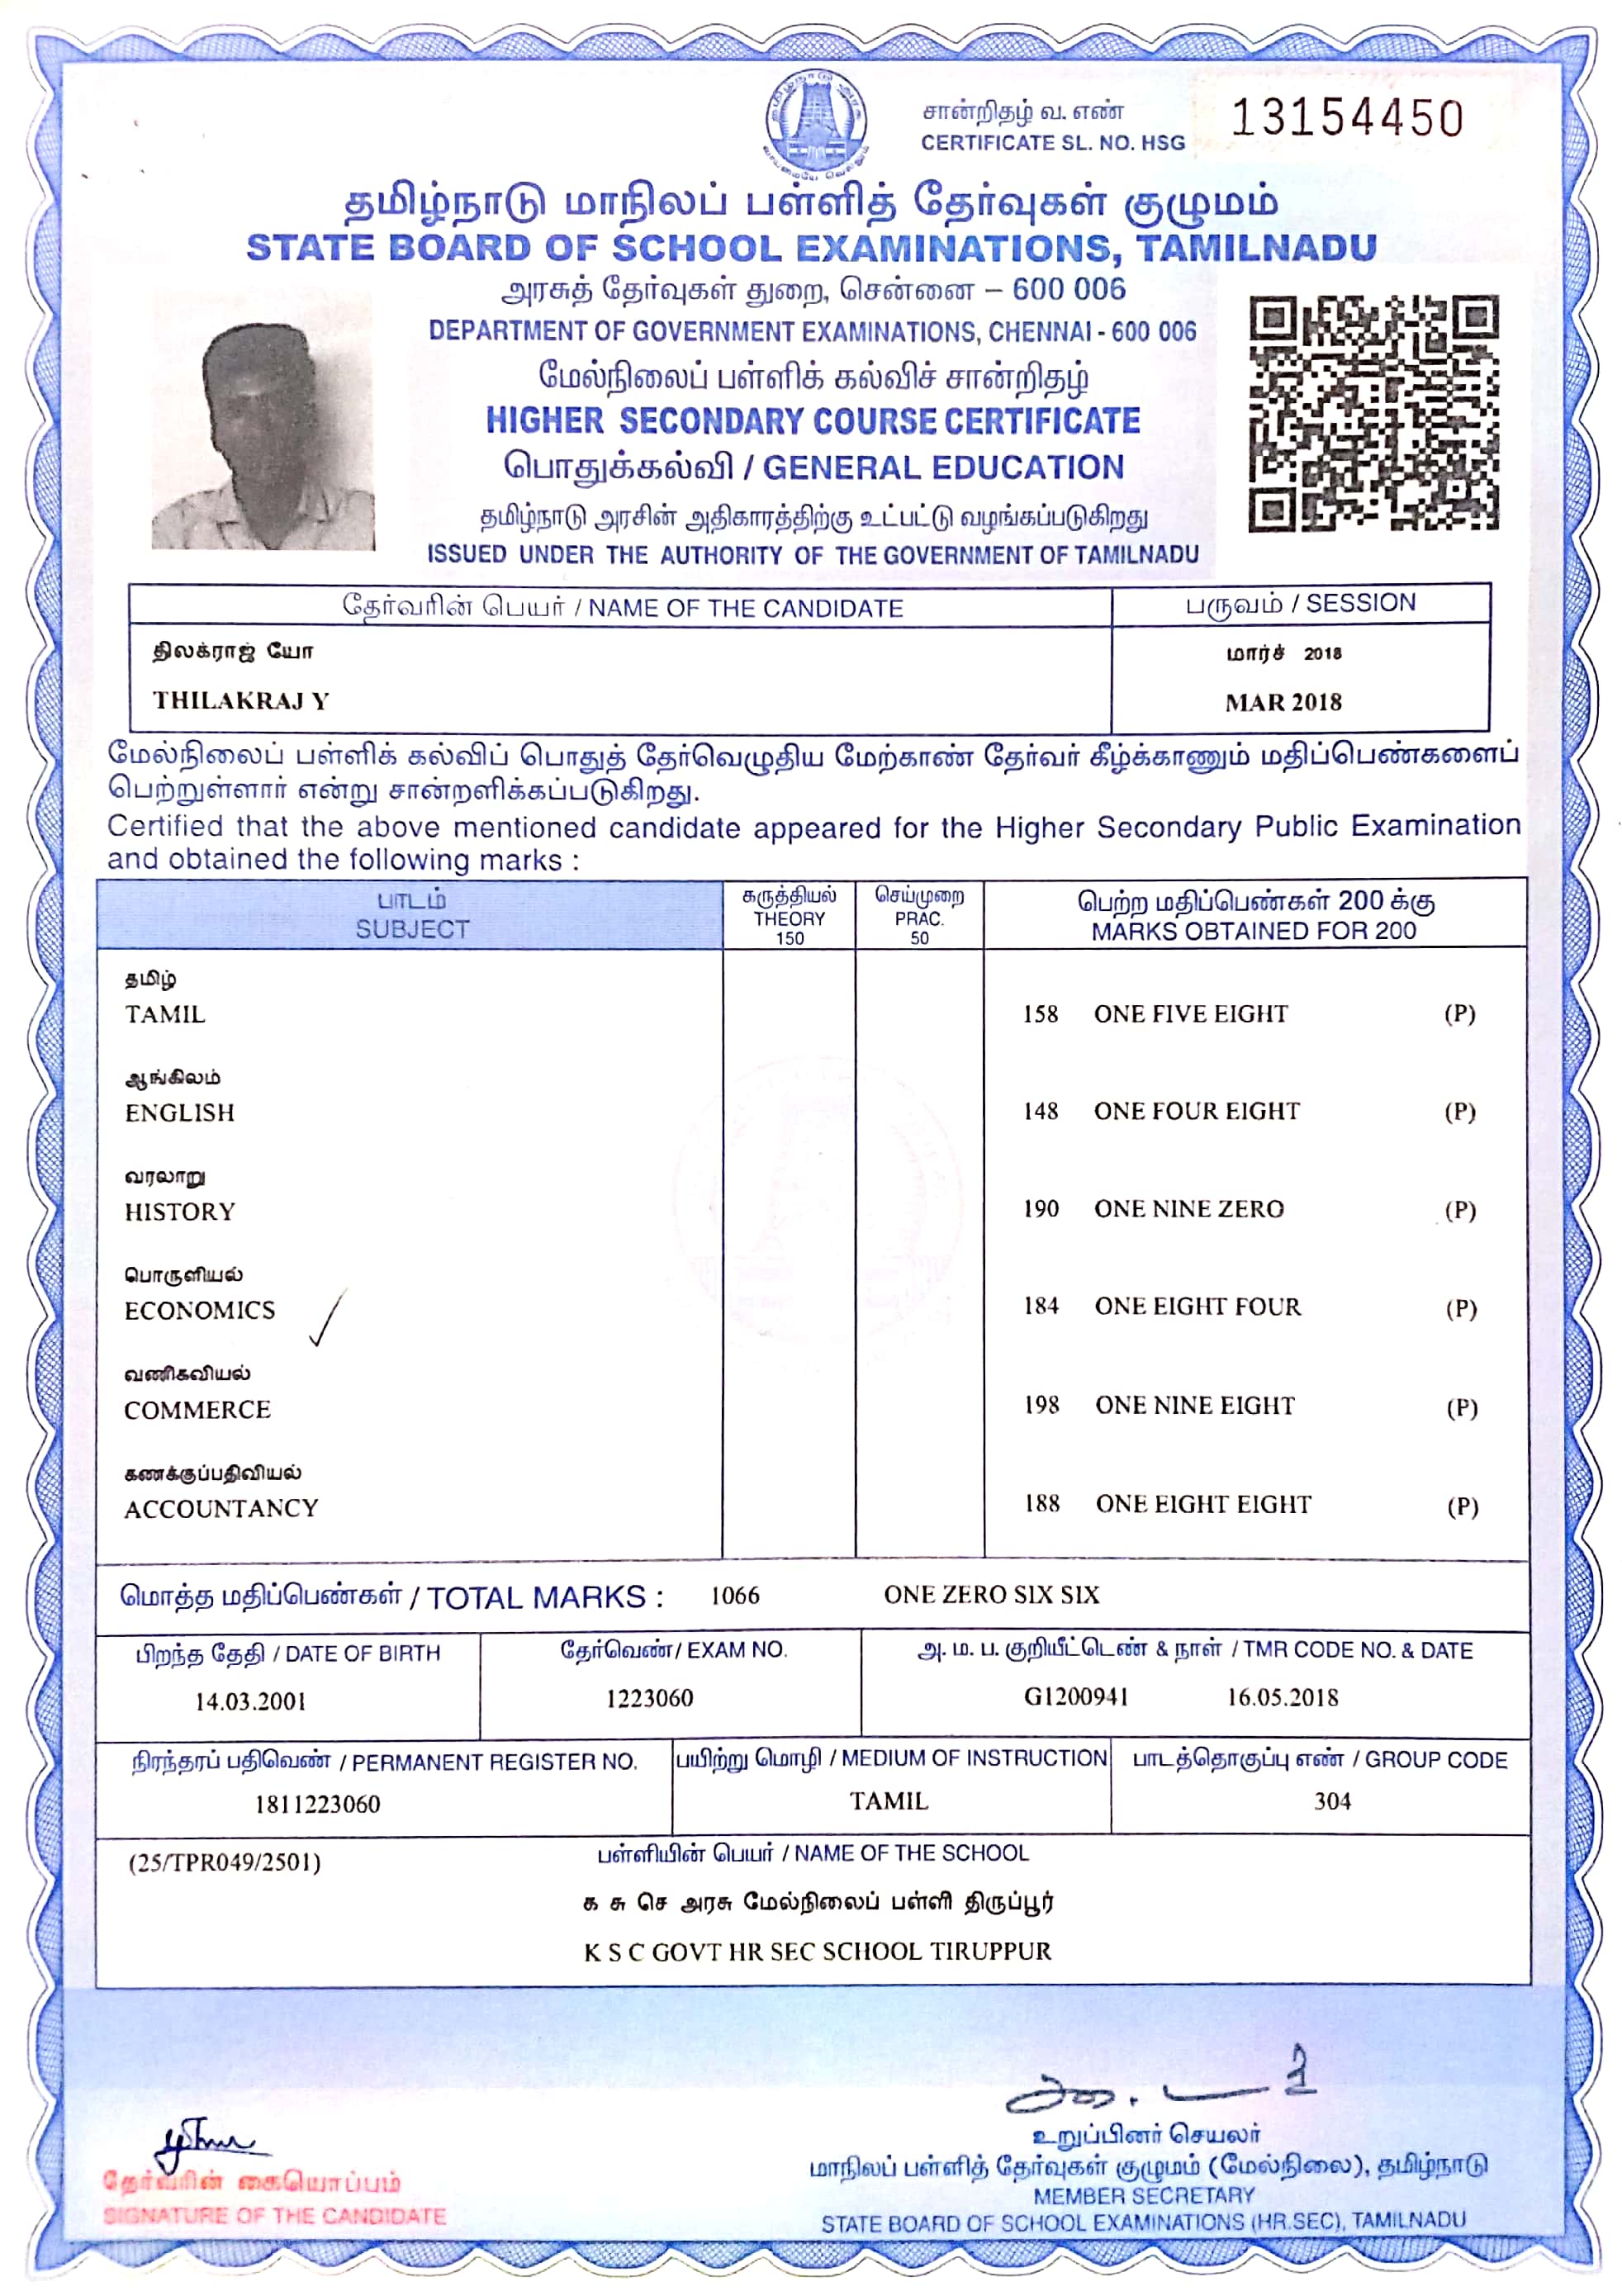 சான்றிதழ் வ. எண்
CERTIFICATE SL. NO. HSG 13154450
தமிழ்நாடு மாநிலப் பள்ளித் தேர்வுகள் குழுமம்
STATE BOARD OF SCHOOL EXAMINATIONS, TAMILNADU
அரசுத் தேர்வுகள் துறை, சென்னை – 600 006
DEPARTMENT OF GOVERNMENT EXAMINATIONS, CHENNAI - 600 006
மேல்நிலைப் பள்ளிக் கல்விச் சான்றிதழ்
HIGHER SECONDARY COURSE CERTIFICATE
பொதுக்கல்வி / GENERAL EDUCATION
தமிழ்நாடு அரசின் அதிகாரத்திற்கு உட்பட்டு வழங்கப்படுகிறது
ISSUED UNDER THE AUTHORITY OF THE GOVERNMENT OF TAMILNADU
தேர்வரின் பெயர் / NAME OF THE CANDIDATE பருவம் / SESSION
திலக்ராஜ் யோ மார்ச் 2018
THILAKRAJ Y MAR 2018
மேல்நிலைப் பள்ளிக் கல்விப் பொதுத் தேர்வெழுதிய மேற்காண் தேர்வர் கீழ்க்காணும் மதிப்பெண்களைப்
பெற்றுள்ளார் என்று சான்றளிக்கப்படுகிறது.
Certified that the above mentioned candidate appeared for the Higher Secondary Public Examination
and obtained the following marks :
பாடம் கருத்தியல் செய்முறை பெற்ற மதிப்பெண்கள் 200 க்கு
SUBJECT THEORY PRAC. MARKS OBTAINED FOR 200
150 50
தமிழ்
TAMIL 158 ONE FIVE EIGHT (P)
ஆங்கிலம்
ENGLISH 148 ONE FOUR EIGHT (P)
வரலாறு
HISTORY 190 ONE NINE ZERO (P)
பொருளியல்
ECONOMICS 184 ONE EIGHT FOUR (P)
வணிகவியல்
COMMERCE 198 ONE NINE EIGHT (P)
கணக்குப்பதிவியல்
ACCOUNTANCY 188 ONE EIGHT EIGHT (P)
மொத்த மதிப்பெண்கள் / TOTAL MARKS : 1066 ONE ZERO SIX SIX
பிறந்த தேதி / DATE OF BIRTH தேர்வெண் / EXAM NO. அ. ம. ப. குறியீட்டெண் & நாள் / TMR CODE NO. & DATE
14.03.2001 1223060 G1200941 16.05.2018
நிரந்தரப் பதிவெண் / PERMANENT REGISTER NO. பயிற்று மொழி / MEDIUM OF INSTRUCTION பாடத்தொகுப்பு எண் / GROUP CODE
1811223060 TAMIL 304
(25/TPR049/2501) பள்ளியின் பெயர் / NAME OF THE SCHOOL
க சு செ அரசு மேல்நிலைப் பள்ளி திருப்பூர்
K S C GOVT HR SEC SCHOOL TIRUPPUR
உறுப்பினர் செயலர்
மாநிலப் பள்ளித் தேர்வுகள் குழுமம் (மேல்நிலை), தமிழ்நாடு
MEMBER SECRETARY
STATE BOARD OF SCHOOL EXAMINATIONS (HR.SEC), TAMILNADU
தேர்வரின் கையொப்பம்
SIGNATURE OF THE CANDIDATE